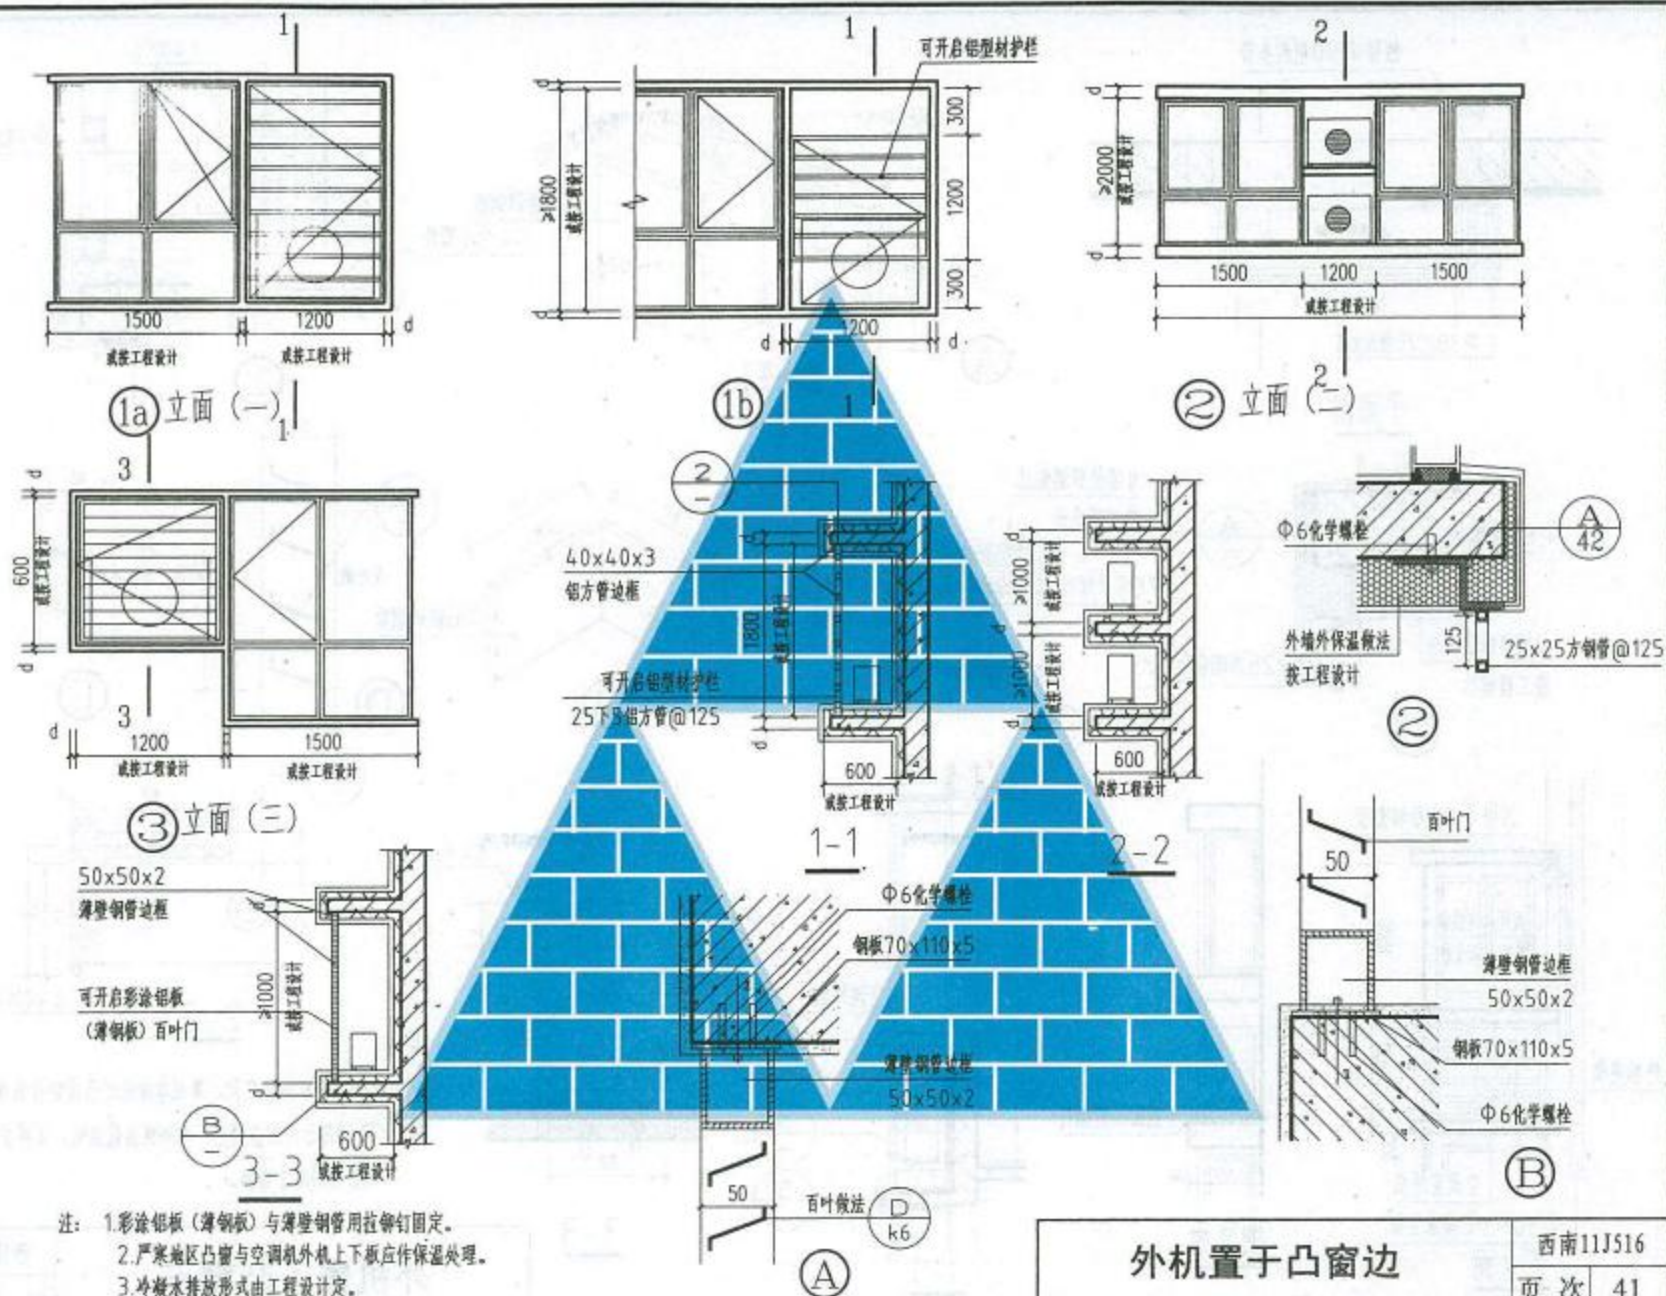 1
1500
1200
d
或按工程设计
或按工程设计
1a 立面（一）
1
1
可开启铝型材护栏
d
≥1800
或按工程设计
300
1200
300
d
d
200
d
1b
1
2
d
≥2000
或按工程设计
d
1500
1200
1500
或按工程设计
2
② 立面（二）
3
d
600
或按工程设计
d
3
d
1200
1500
或按工程设计
或按工程设计
③ 立面（三）
2
–
40x40x3
铝方管边框
1800
或按工程设计
可开启铝型材护栏
铝方管@125
d
600
或按工程设计
1-1
d
≥1000
或按工程设计
d
或按工程设计
d
600
或按工程设计
2-2
Φ6化学螺栓
A
42
外墙外保温做法
按工程设计
125
25x25方钢管@125
②
50x50x2
薄壁钢管边框
d
≥1000
或按工程设计
可开启彩涂铝板
（薄钢板）百叶门
d
B
–
600
或按工程设计
3-3
Φ6化学螺栓
钢板70x110x5
薄壁钢管边框
50x50x2
50
百叶做法
D
k6
A
百叶门
50
薄壁钢管边框
50x50x2
钢板70x110x5
Φ6化学螺栓
B
注： 1.彩涂铝板（薄钢板）与薄壁钢管用拉铆钉固定。
2.严寒地区凸窗与空调机外机上下板应作保温处理。
3.冷凝水排放形式由工程设计定。
外机置于凸窗边
西南11J516
页 次 41